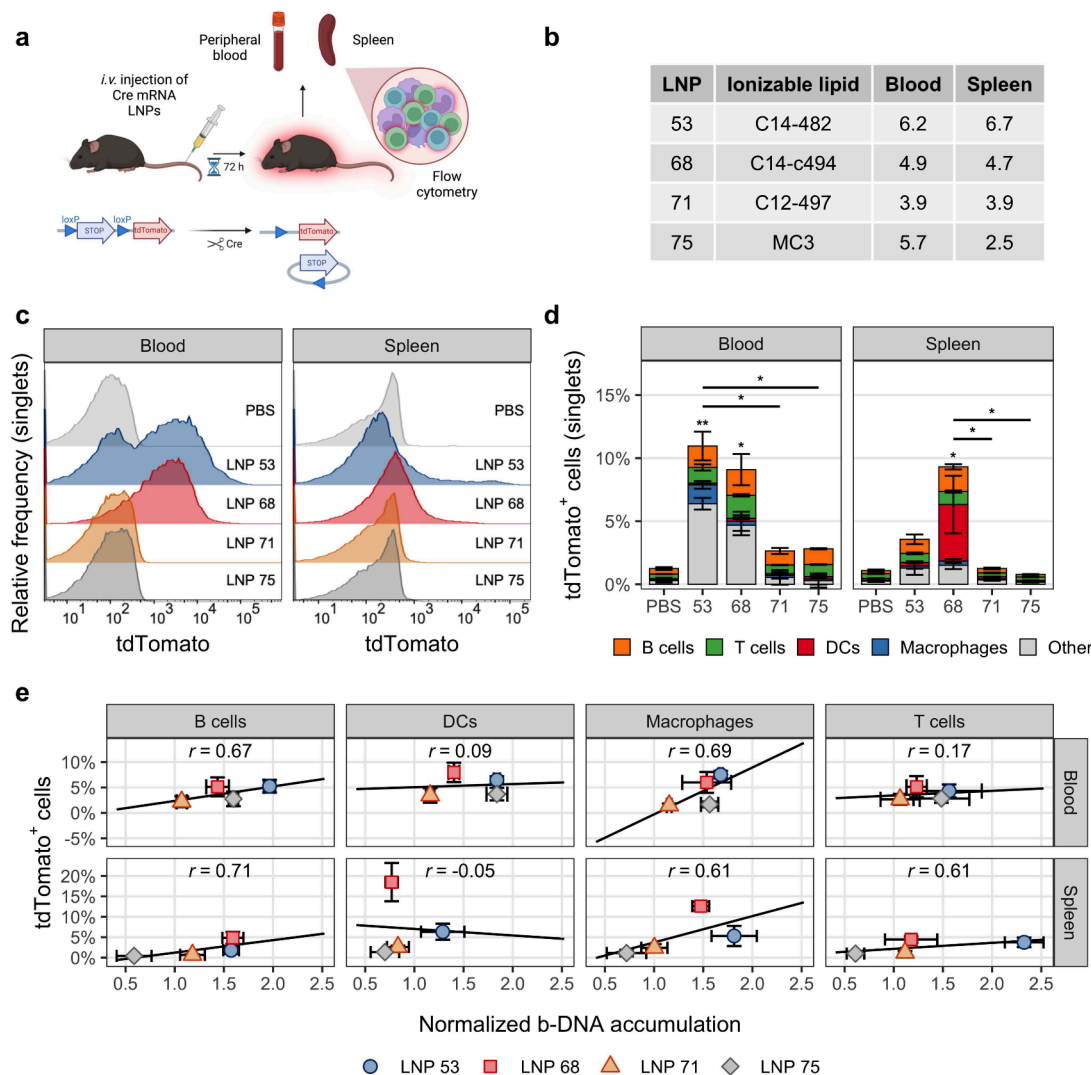 a
Peripheral
blood
Spleen
i.v. injection of
Cre mRNA
LNPs
72 h
Flow
cytometry
loxP
loxP
STOP
tdTomato
Cre
tdTomato
STOP
b
LNP Ionizable lipid Blood Spleen
53 C14-482 6.2 6.7
68 C14-c494 4.9 4.7
71 C12-497 3.9 3.9
75 MC3 5.7 2.5
c
Relative frequency (singlets)
Blood Spleen
PBS PBS
LNP 53 LNP 53
LNP 68 LNP 68
LNP 71 LNP 71
LNP 75 LNP 75
10¹ 10² 10³ 10⁴ 10⁵ 10¹ 10² 10³ 10⁴ 10⁵
tdTomato tdTomato
d
tdTomato⁺ cells (singlets)
Blood Spleen
15%
10%
5%
0%
* * ** * * * *
PBS 53 68 71 75 PBS 53 68 71 75
B cells T cells DCs Macrophages Other
e
tdTomato⁺ cells
B cells DCs Macrophages T cells
r = 0.67 r = 0.09 r = 0.69 r = 0.17
10%
5%
0%
-5%
Blood
r = 0.71 r = -0.05 r = 0.61 r = 0.61
20%
15%
10%
5%
0%
Spleen
0.5 1.0 1.5 2.0 2.5 0.5 1.0 1.5 2.0 2.5 0.5 1.0 1.5 2.0 2.5 0.5 1.0 1.5 2.0 2.5
Normalized b-DNA accumulation
LNP 53 LNP 68 LNP 71 LNP 75